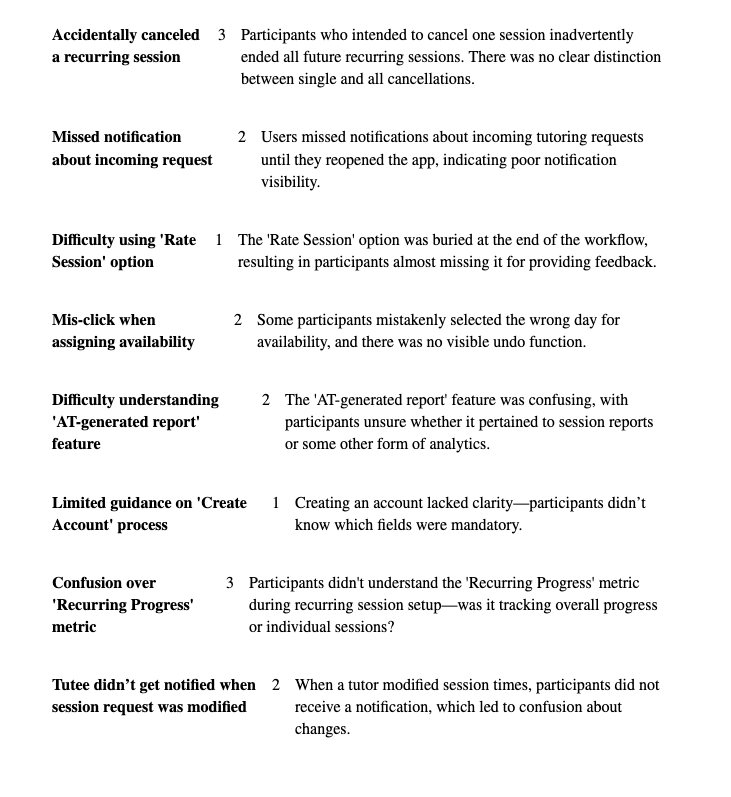 Accidentally canceled 3 Participants who intended to cancel one session inadvertently
a recurring session ended all future recurring sessions. There was no clear distinction
between single and all cancellations.
Missed notification 2 Users missed notifications about incoming tutoring requests
about incoming request until they reopened the app, indicating poor notification
visibility.
Difficulty using 'Rate 1 The 'Rate Session' option was buried at the end of the workflow,
Session' option resulting in participants almost missing it for providing feedback.
Mis-click when 2 Some participants mistakenly selected the wrong day for
assigning availability availability, and there was no visible undo function.
Difficulty understanding 2 The 'AT-generated report' feature was confusing, with
'AT-generated report' participants unsure whether it pertained to session reports
feature or some other form of analytics.
Limited guidance on 'Create 1 Creating an account lacked clarity—participants didn’t
Account' process know which fields were mandatory.
Confusion over 3 Participants didn't understand the 'Recurring Progress' metric
'Recurring Progress' during recurring session setup—was it tracking overall progress
metric or individual sessions?
Tutee didn’t get notified when 2 When a tutor modified session times, participants did not
session request was modified receive a notification, which led to confusion about
changes.